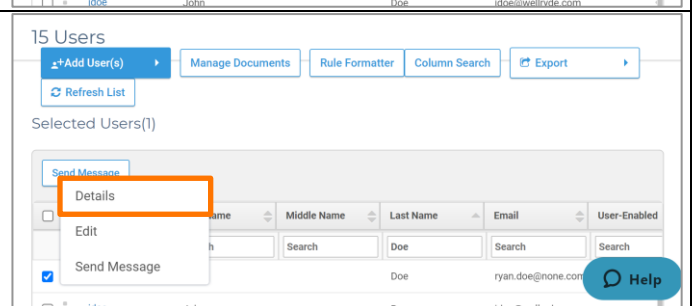 jdoe John Doe jdoe@wellryde.com
15 Users
+Add User(s) Manage Documents Rule Formatter Column Search Export
Refresh List
Selected Users(1)
Send Message
Details
Name Middle Name Last Name Email User-Enabled
Edit
Search Doe Search Search
Send Message
Doe ryan.doe@none.com
Help